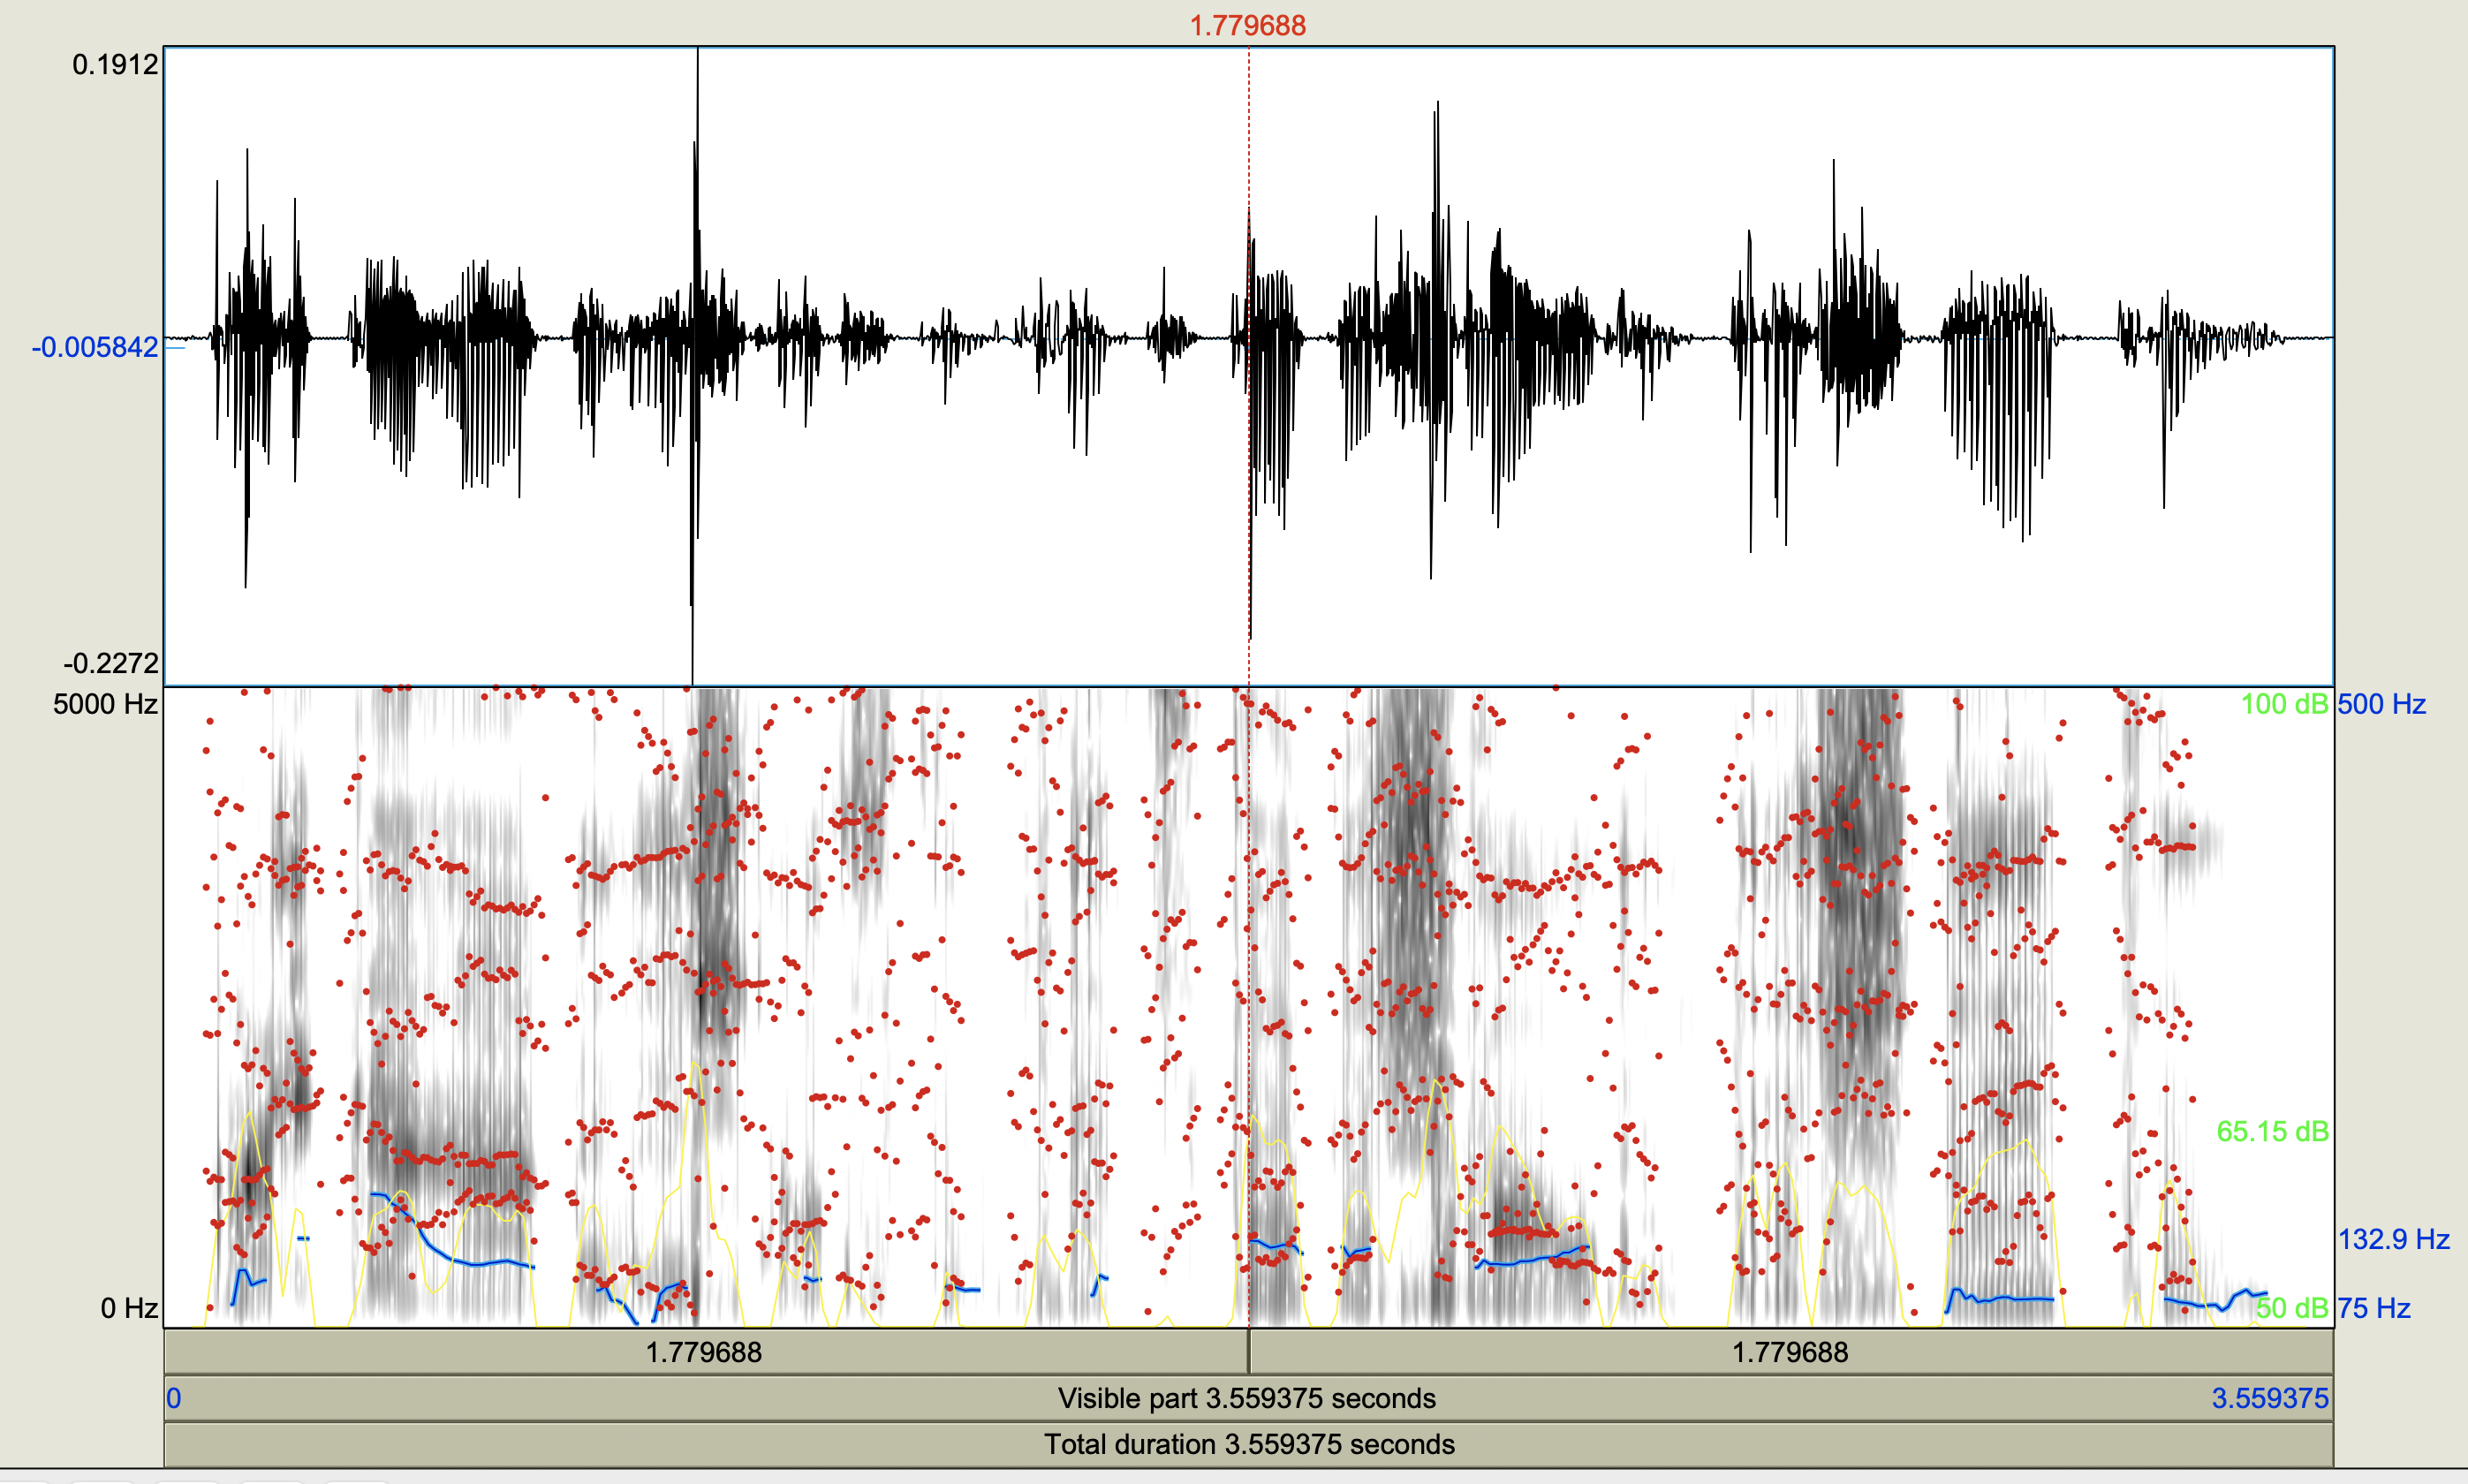 1.779688
0.1912
-0.005842
-0.2272
5000 Hz
100 dB
500 Hz
65.15 dB
132.9 Hz
0 Hz
50 dB
75 Hz
1.779688
1.779688
0
Visible part 3.559375 seconds
3.559375
Total duration 3.559375 seconds